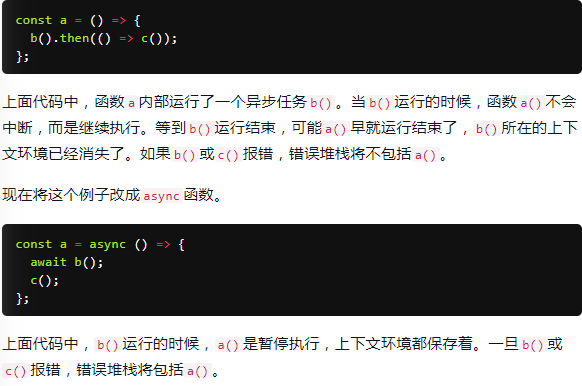 const a = () => {
  b().then(() => c());
};
上面代码中，函数a内部运行了一个异步任务b()。当b()运行的时候，函数a()不会
中断，而是继续执行。等到b()运行结束，可能a()早就运行结束了，b()所在的上下
文环境已经消失了。如果b()或c()报错，错误堆栈将不包括a()。
现在将这个例子改成async函数。
const a = async () => {
  await b();
  c();
};
上面代码中，b()运行的时候，a()是暂停执行，上下文环境都保存着。一旦b()或
c()报错，错误堆栈将包括a()。